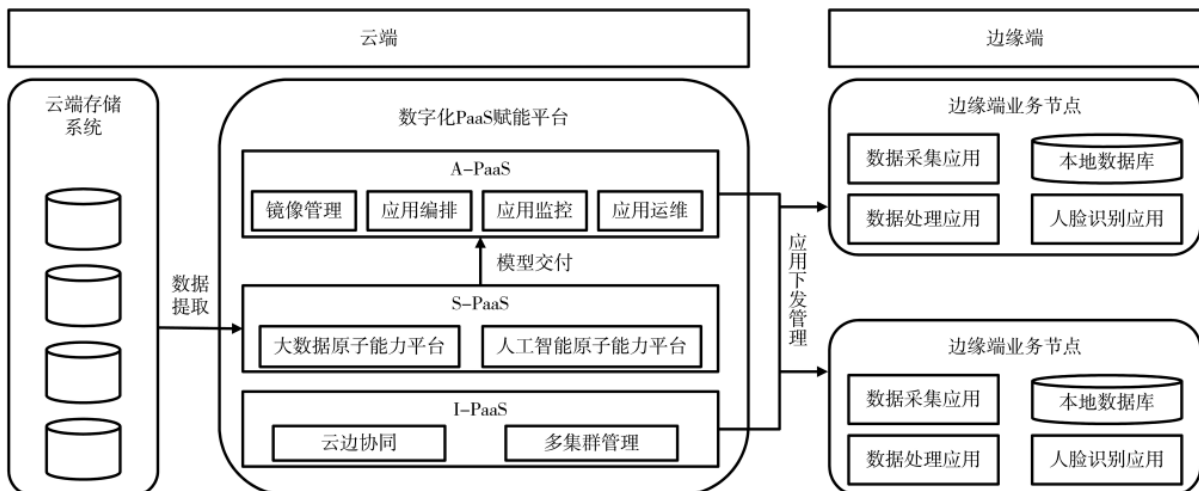 云端
边缘端
云端存储
系统
数据
提取
数字化PaaS赋能平台
A-PaaS
镜像管理
应用编排
应用监控
应用运维
模型交付
S-PaaS
大数据原子能力平台
人工智能原子能力平台
I-PaaS
云边协同
多集群管理
应用下发管理
边缘端业务节点
数据采集应用
本地数据库
数据处理应用
人脸识别应用
边缘端业务节点
数据采集应用
本地数据库
数据处理应用
人脸识别应用